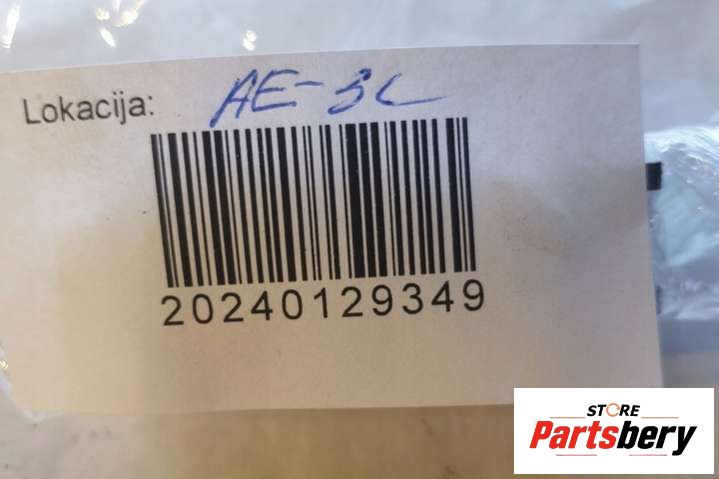 Lokacija: AE-3L
20240129349
STORE
Partsbery